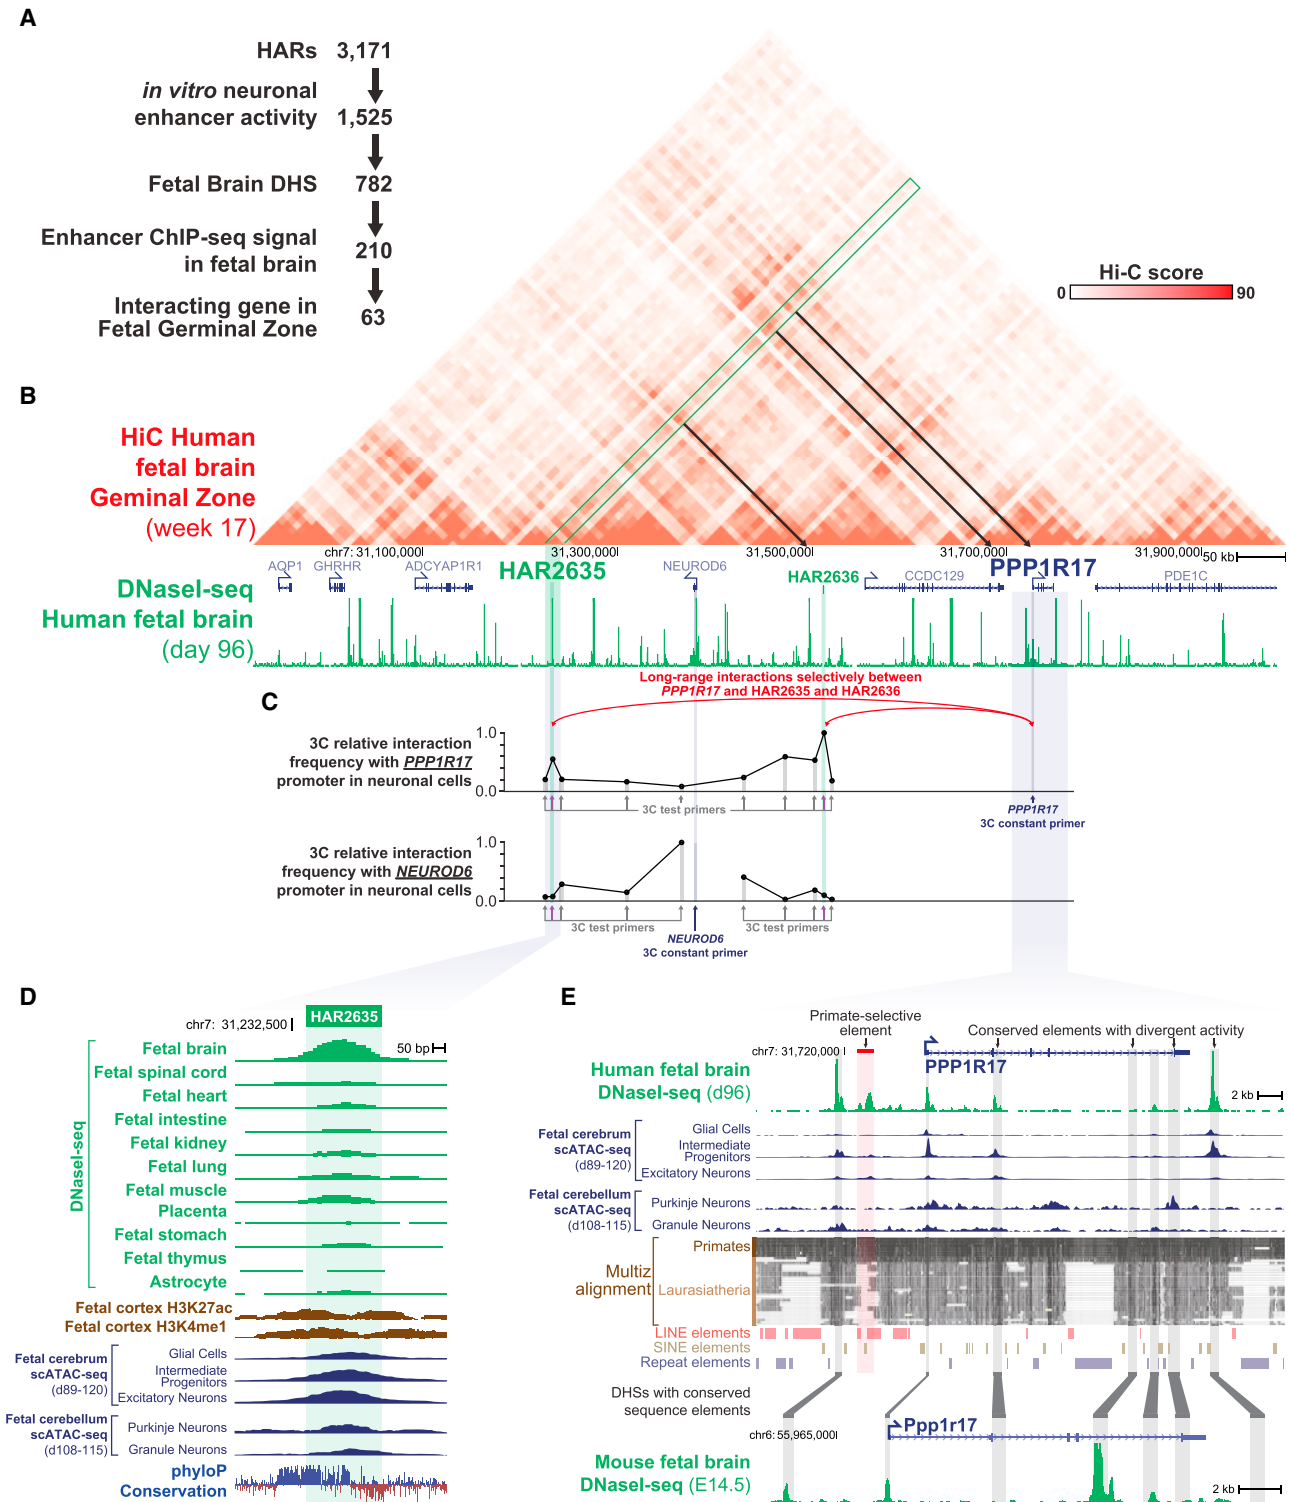 A
HARs 3,171
in vitro neuronal
enhancer activity 1,525
Fetal Brain DHS 782
Enhancer ChIP-seq signal
in fetal brain 210
Interacting gene in
Fetal Germinal Zone 63
Hi-C score
0 90
B
HiC Human
fetal brain
Geminal Zone
(week 17)
chr7: 31,100,000 31,300,000 31,500,000 31,700,000 31,900,000 50 kb
AQP1 GHRHR ADCYAP1R1 HAR2635 NEUROD6 HAR2636 CCDC129 PPP1R17 PDE1C
DNaseI-seq
Human fetal brain
(day 96)
Long-range interactions selectively between
PPP1R17 and HAR2635 and HAR2636
C
3C relative interaction
frequency with PPP1R17
promoter in neuronal cells
1.0
0.0
3C test primers
PPP1R17
3C constant primer
3C relative interaction
frequency with NEUROD6
promoter in neuronal cells
1.0
0.0
3C test primers 3C test primers
NEUROD6
3C constant primer
D
HAR2635
chr7: 31,232,500
50 bp
DNaseI-seq
Fetal brain
Fetal spinal cord
Fetal heart
Fetal intestine
Fetal kidney
Fetal lung
Fetal muscle
Placenta
Fetal stomach
Fetal thymus
Astrocyte
Fetal cortex H3K27ac
Fetal cortex H3K4me1
Fetal cerebrum
scATAC-seq
(d89-120)
Glial Cells
Intermediate
Progenitors
Excitatory Neurons
Fetal cerebellum
scATAC-seq
(d108-115)
Purkinje Neurons
Granule Neurons
phyloP
Conservation
E
Primate-selective
element
Conserved elements with divergent activity
chr7: 31,720,000
PPP1R17
Human fetal brain
DNaseI-seq (d96)
2 kb
Fetal cerebrum
scATAC-seq
(d89-120)
Glial Cells
Intermediate
Progenitors
Excitatory Neurons
Fetal cerebellum
scATAC-seq
(d108-115)
Purkinje Neurons
Granule Neurons
Multiz
alignment
Primates
Laurasiatheria
LINE elements
SINE elements
Repeat elements
DHSs with conserved
sequence elements
chr6: 55,965,000
Ppp1r17
Mouse fetal brain
DNaseI-seq (E14.5)
2 kb